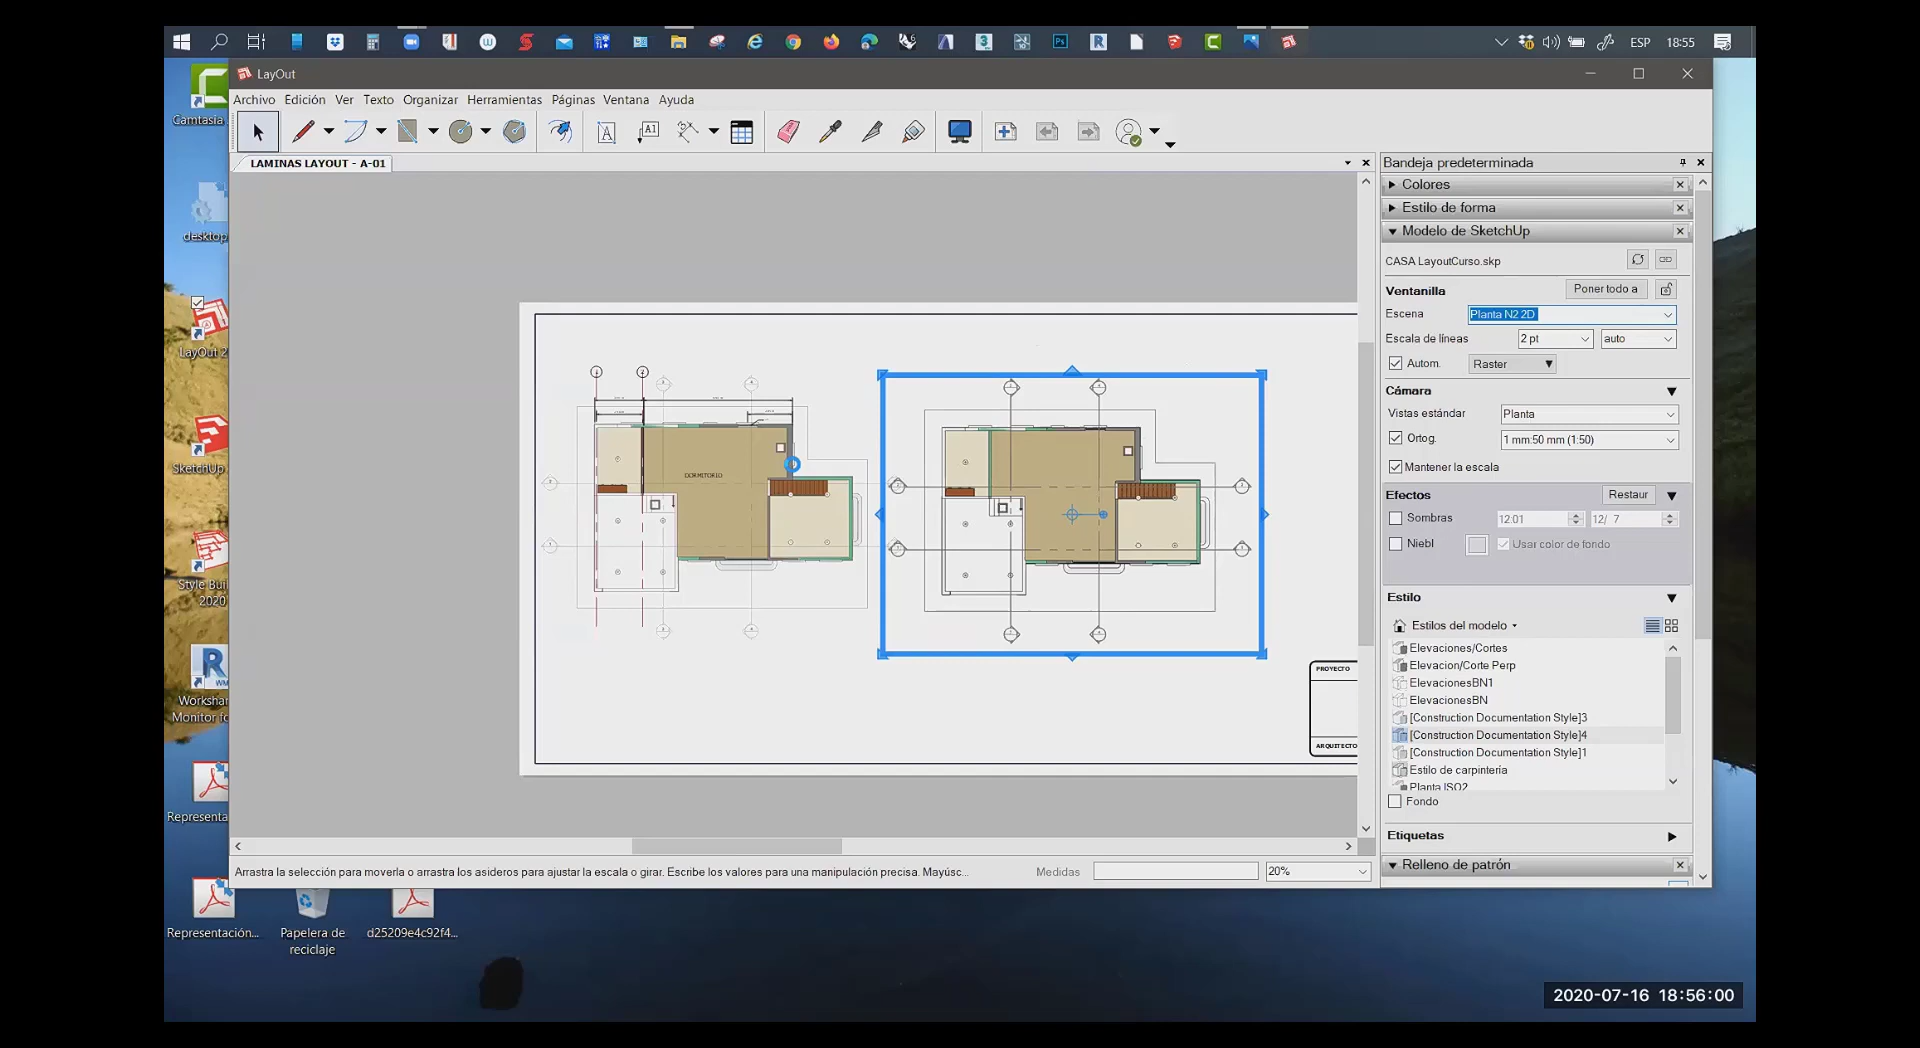 ESP
18:55
LayOut
Archivo Edición Ver Texto Organizar Herramientas Páginas Ventana Ayuda
LAMINAS LAYOUT - A-01
Bandeja predeterminada
Colores
Estilo de forma
Modelo de SketchUp
CASA LayoutCurso.skp
Ventanilla
Poner todo a
Escena
Planta N2 2D
Escala de líneas
2 pt
auto
Autom.
Raster
Cámara
Vistas estándar
Planta
Ortog.
1 mm:50 mm (1:50)
Mantener la escala
Efectos
Restaur
Sombras
12:01
12/ 7
Niebl
Usar color de fondo
Estilo
Estilos del modelo
Elevaciones/Cortes
Elevacion/Corte Perp
ElevacionesBN1
ElevacionesBN
[Construction Documentation Style]3
[Construction Documentation Style]4
[Construction Documentation Style]1
Estilo de carpintería
Planta ISO2
Fondo
Etiquetas
Relleno de patrón
DORMITORIO
PROYECTO
ARQUITECTO
Arrastra la selección para moverla o arrastra los asideros para ajustar la escala o girar. Escribe los valores para una manipulación precisa. Mayúsc...
Medidas
20%
Camtasia
desktop
LayOut 2
SketchUp
Style Buil
2020
Workshar
Monitor fo
Representa
Representación...
Papelera de
reciclaje
d25209e4c92f4...
2020-07-16 18:56:00